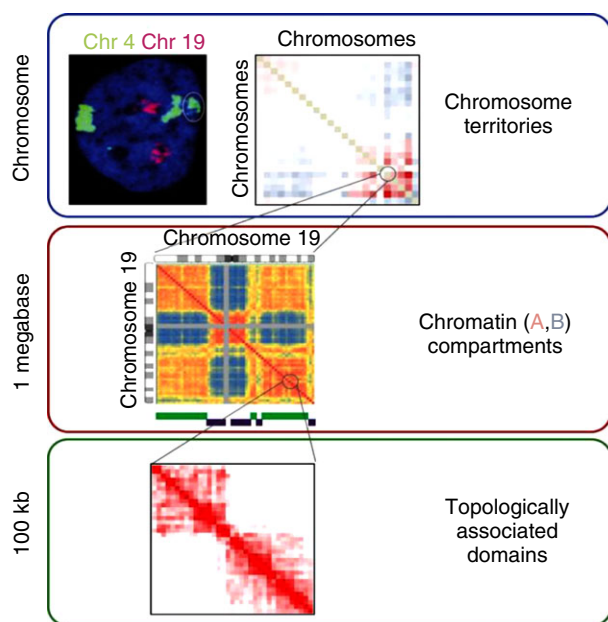 Chromosome
Chr 4 Chr 19
Chromosomes
Chromosomes
Chromosome
territories
1 megabase
Chromosome 19
Chromosome 19
Chromatin (A,B)
compartments
100 kb
Topologically
associated
domains